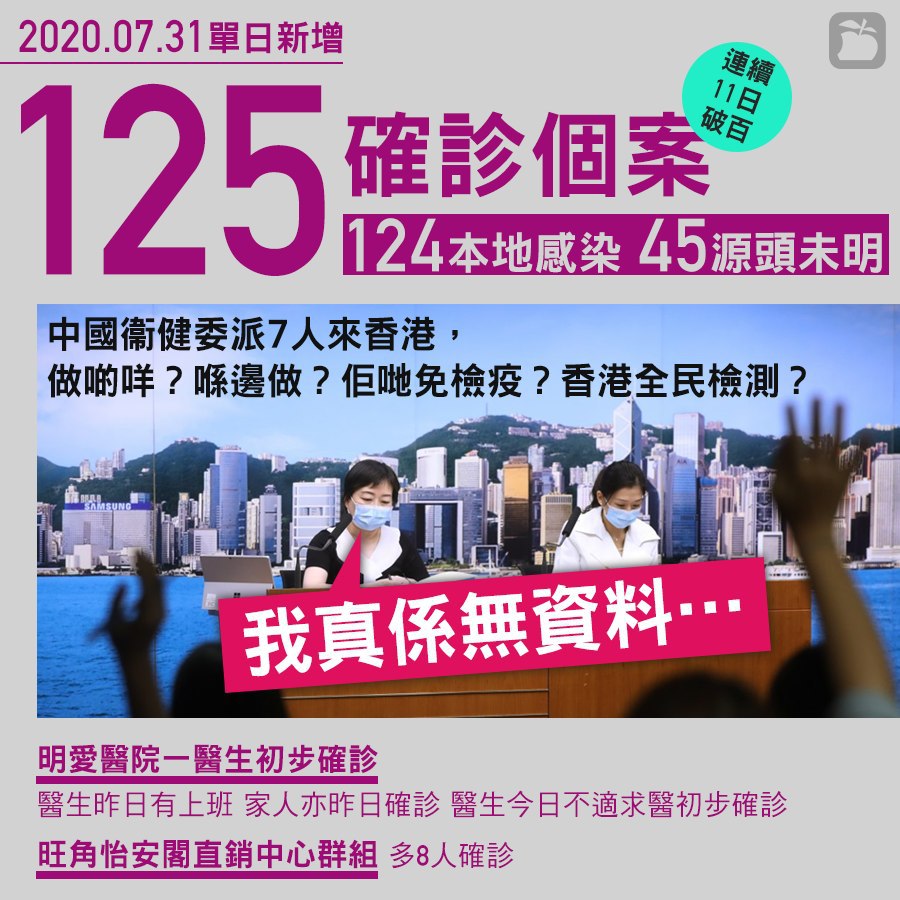 2020.07.31單日新增
125確診個案
連續
11日
破百
124本地感染 45源頭未明
中國衞健委派7人來香港，
做啲咩？喺邊做？佢哋免檢疫？香港全民檢測？
SAMSUNG
AIA
我真係無資料…
明愛醫院一醫生初步確診
醫生昨日有上班 家人亦昨日確診 醫生今日不適求醫初步確診
旺角怡安閣直銷中心群組 多8人確診